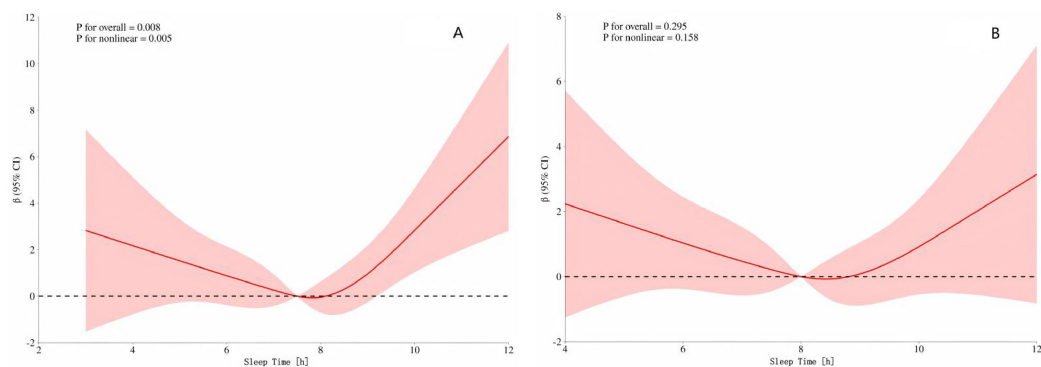 P for overall = 0.008
P for nonlinear = 0.005
A
β (95% CI)
12
10
8
6
4
2
0
-2
2
4
6
8
10
12
Sleep Time [h]
P for overall = 0.295
P for nonlinear = 0.158
B
β (95% CI)
8
6
4
2
0
-2
4
6
8
10
12
Sleep Time [h]